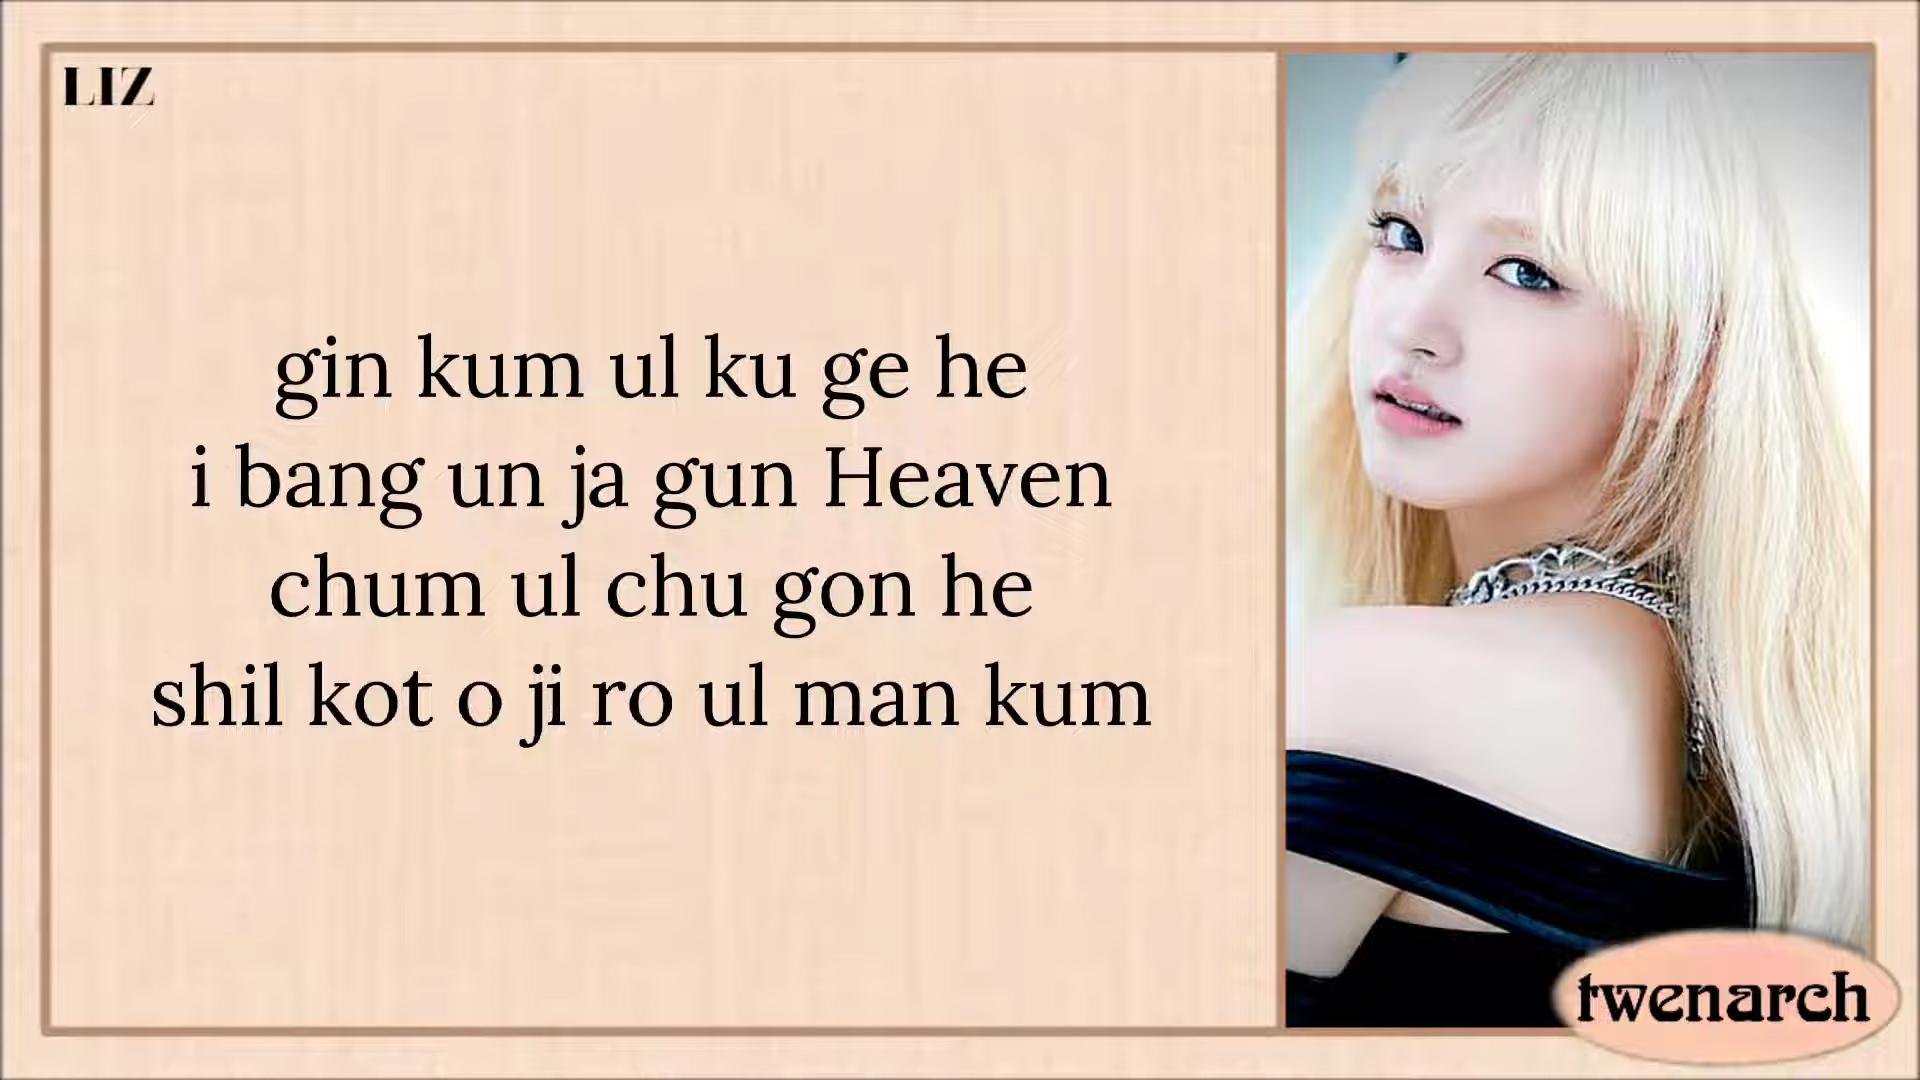 LIZ
gin kum ul ku ge he
i bang un ja gun Heaven
chum ul chu gon he
shil kot o ji ro ul man kum
twenarch